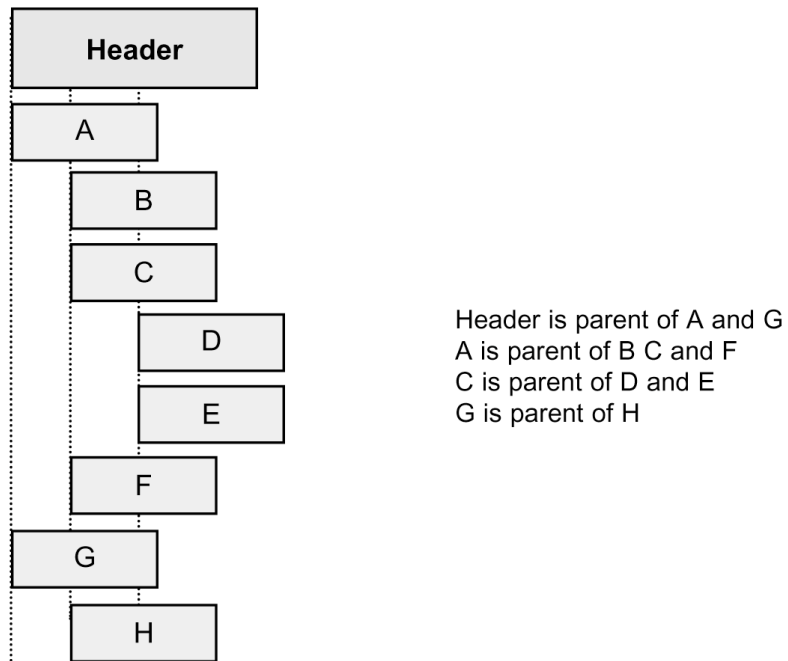 Header
A
B
C
D
E
F
G
H
Header is parent of A and G
A is parent of B C and F
C is parent of D and E
G is parent of H